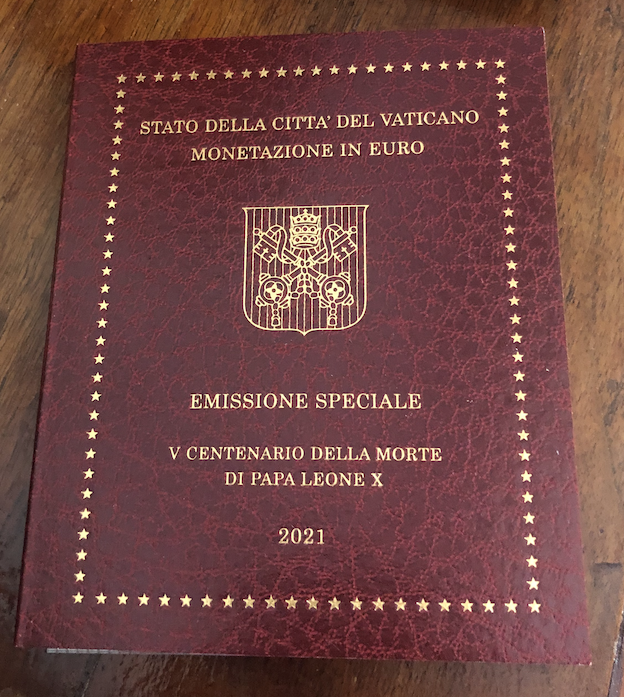 STATO DELLA CITTA' DEL VATICANO
MONETAZIONE IN EURO
EMISSIONE SPECIALE
V CENTENARIO DELLA MORTE
DI PAPA LEONE X
2021